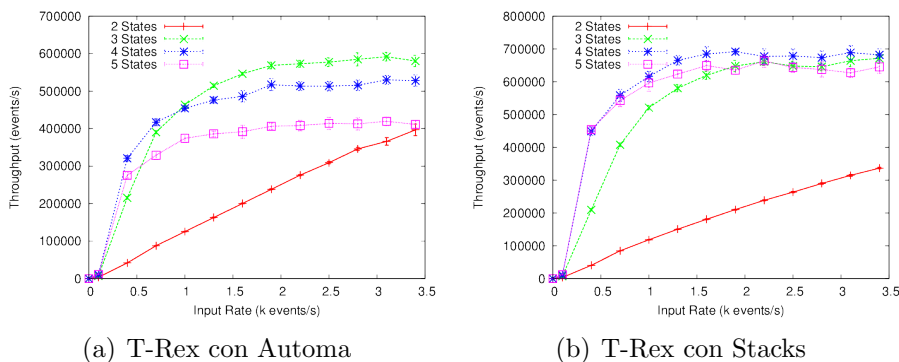 2 States
3 States
4 States
5 States
Throughput (events/s)
700000
600000
500000
400000
300000
200000
100000
0
0 0.5 1 1.5 2 2.5 3 3.5
Input Rate (k events/s)
(a) T-Rex con Automa
2 States
3 States
4 States
5 States
Throughput (events/s)
800000
700000
600000
500000
400000
300000
200000
100000
0
0 0.5 1 1.5 2 2.5 3 3.5
Input Rate (k events/s)
(b) T-Rex con Stacks